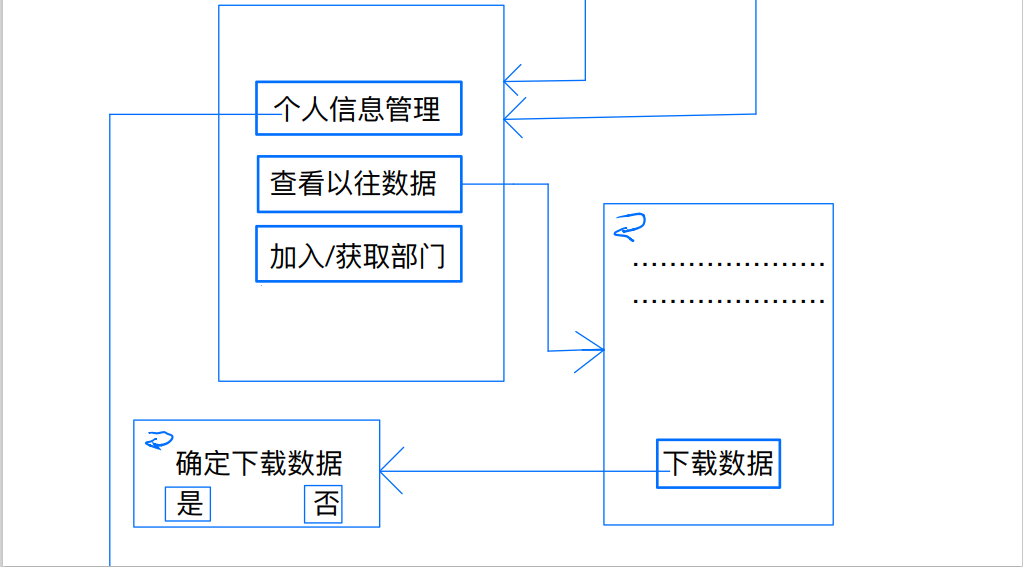 个人信息管理
查看以往数据
加入/获取部门
.....................
.....................
下载数据
确定下载数据
是 否